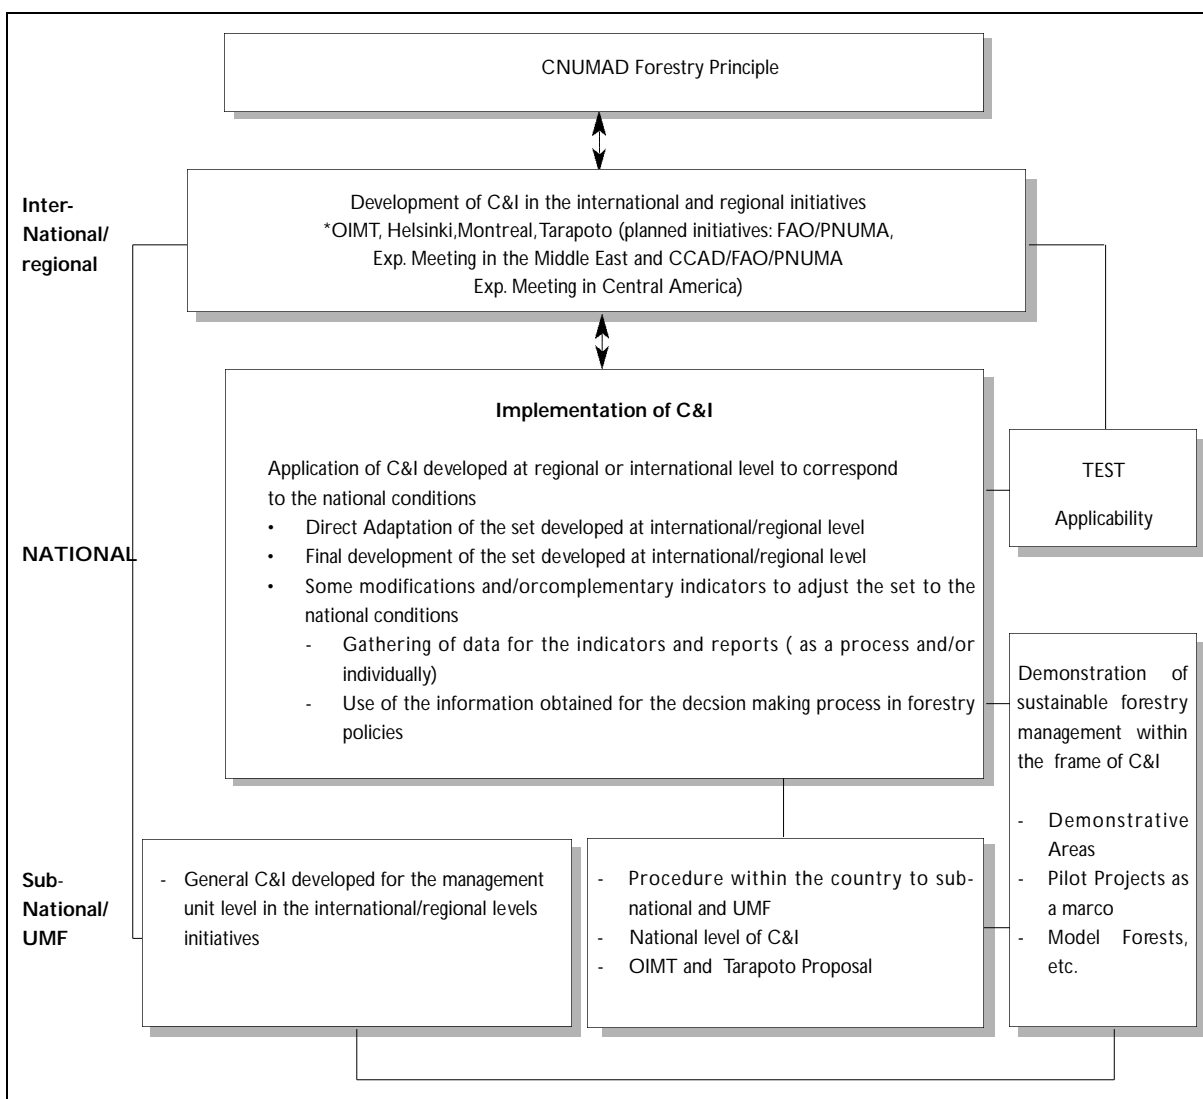 CNUMAD Forestry Principle
Inter-
National/
regional
Development of C&I in the international and regional initiatives
*OIMT, Helsinki,Montreal,Tarapoto (planned initiatives: FAO/PNUMA,
Exp. Meeting in the Middle East and CCAD/FAO/PNUMA
Exp. Meeting in Central America)
NATIONAL
Implementation of C&I
Application of C&I developed at regional or international level to correspond
to the national conditions
• Direct Adaptation of the set developed at international/regional level
• Final development of the set developed at international/regional level
• Some modifications and/orcomplementary indicators to adjust the set to the
national conditions
- Gathering of data for the indicators and reports ( as a process and/or
individually)
- Use of the information obtained for the decsion making process in forestry
policies
TEST
Applicability
Demonstration of
sustainable forestry
management within
the frame of C&I
- Demonstrative
Areas
- Pilot Projects as
a marco
- Model Forests,
etc.
Sub-
National/
UMF
- General C&I developed for the management
unit level in the international/regional levels
initiatives
- Procedure within the country to sub-
national and UMF
- National level of C&I
- OIMT and Tarapoto Proposal